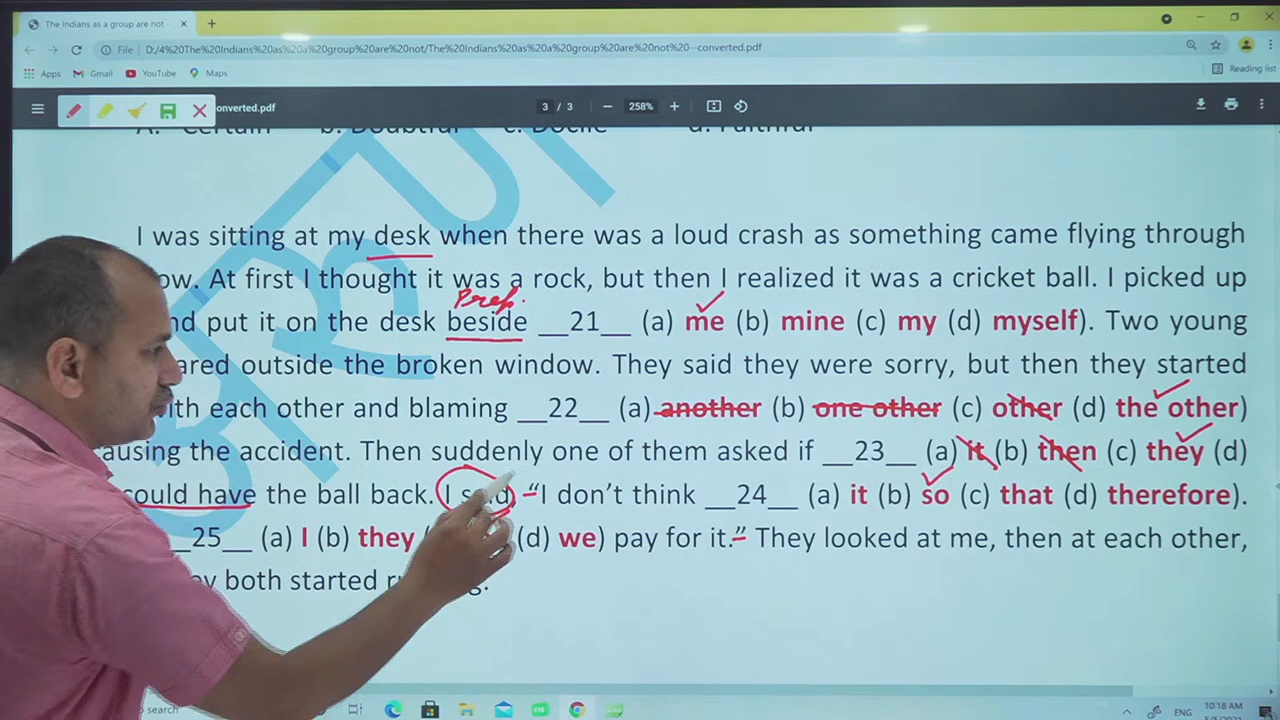 The Indians as a group are not
File D:/4%20The%20Indians%20as%20a%20group%20are%20not/The%20Indians%20as%20a%20group%20are%20not%20--converted.pdf
Apps Gmail YouTube Maps Reading list
onverted.pdf 3 / 3 258%
A. Certain b. Doubtful c. Docile d. Faithful
I was sitting at my desk when there was a loud crash as something came flying through
ow. At first I thought it was a rock, but then I realized it was a cricket ball. I picked up
Prep.
nd put it on the desk beside __21__ (a) me (b) mine (c) my (d) myself). Two young
ared outside the broken window. They said they were sorry, but then they started
ith each other and blaming __22__ (a) another (b) one other (c) other (d) the other)
ausing the accident. Then suddenly one of them asked if __23__ (a) it (b) then (c) they (d)
could have the ball back. I said "I don't think __24__ (a) it (b) so (c) that (d) therefore).
__25__ (a) I (b) they (d) we) pay for it." They looked at me, then at each other,
ey both started
search ENG 10:18 AM